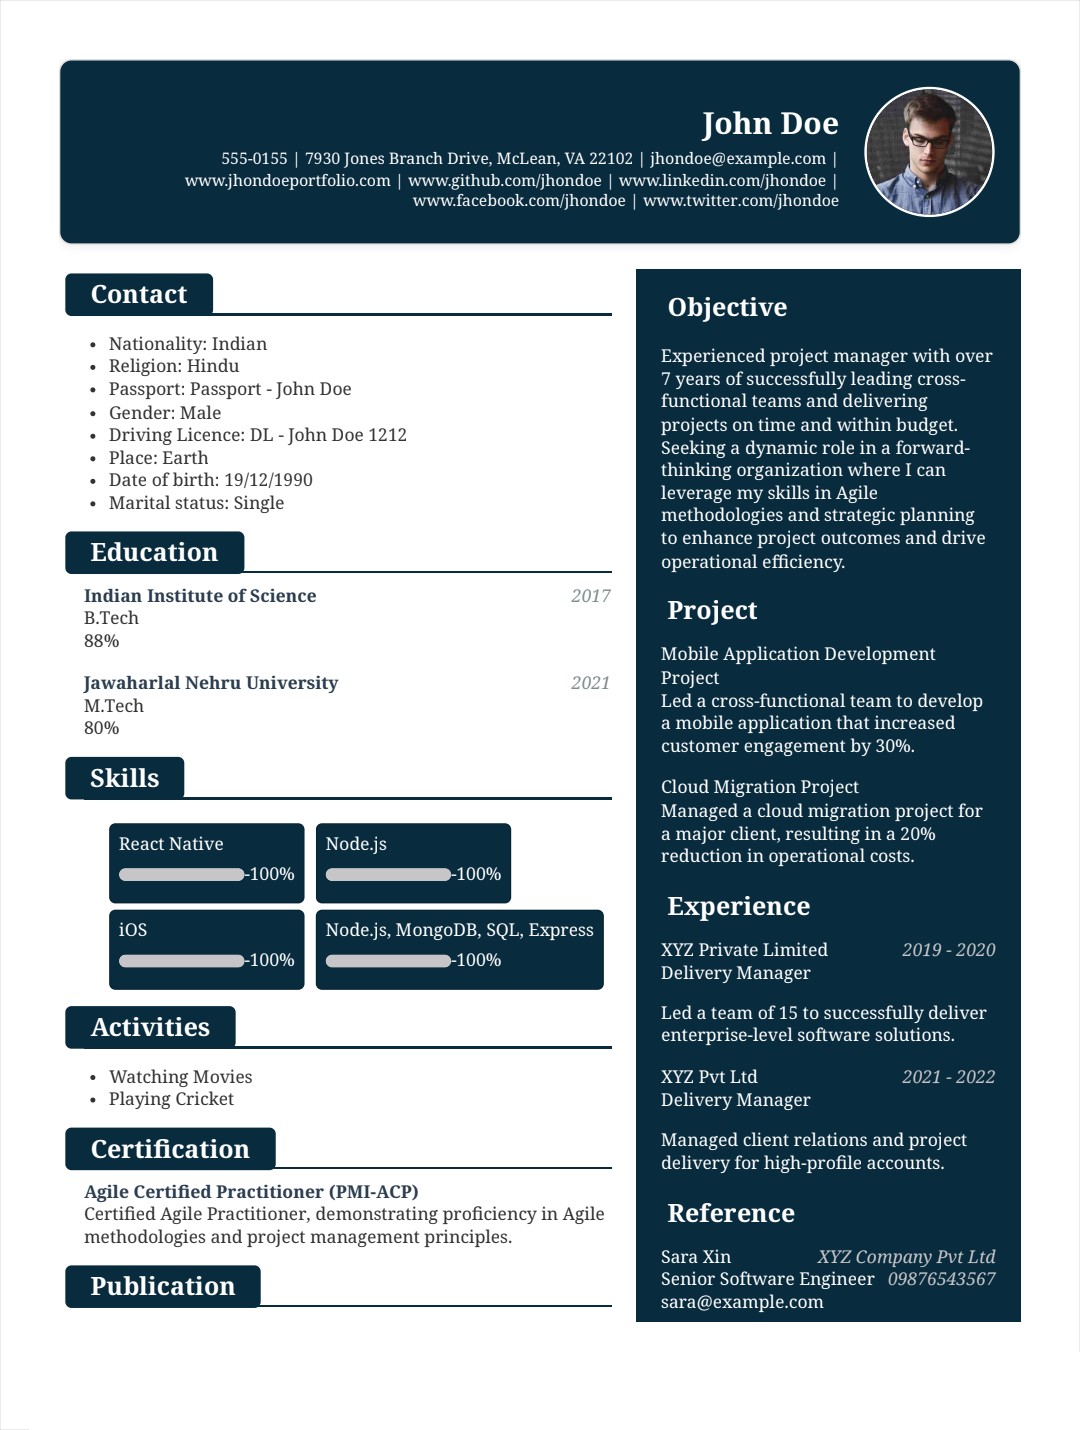 John Doe
555-0155 | 7930 Jones Branch Drive, McLean, VA 22102 | jhondoe@example.com |
www.jhondoeportfolio.com | www.github.com/jhondoe | www.linkedin.com/jhondoe |
www.facebook.com/jhondoe | www.twitter.com/jhondoe
Contact
• Nationality: Indian
• Religion: Hindu
• Passport: Passport - John Doe
• Gender: Male
• Driving Licence: DL - John Doe 1212
• Place: Earth
• Date of birth: 19/12/1990
• Marital status: Single
Education
Indian Institute of Science 2017
B.Tech
88%
Jawaharlal Nehru University 2021
M.Tech
80%
Skills
React Native
-100%
Node.js
-100%
iOS
-100%
Node.js, MongoDB, SQL, Express
-100%
Activities
• Watching Movies
• Playing Cricket
Certification
Agile Certified Practitioner (PMI-ACP)
Certified Agile Practitioner, demonstrating proficiency in Agile
methodologies and project management principles.
Publication
Objective
Experienced project manager with over
7 years of successfully leading cross-
functional teams and delivering
projects on time and within budget.
Seeking a dynamic role in a forward-
thinking organization where I can
leverage my skills in Agile
methodologies and strategic planning
to enhance project outcomes and drive
operational efficiency.
Project
Mobile Application Development
Project
Led a cross-functional team to develop
a mobile application that increased
customer engagement by 30%.
Cloud Migration Project
Managed a cloud migration project for
a major client, resulting in a 20%
reduction in operational costs.
Experience
XYZ Private Limited 2019 - 2020
Delivery Manager
Led a team of 15 to successfully deliver
enterprise-level software solutions.
XYZ Pvt Ltd 2021 - 2022
Delivery Manager
Managed client relations and project
delivery for high-profile accounts.
Reference
Sara Xin XYZ Company Pvt Ltd
Senior Software Engineer 09876543567
sara@example.com